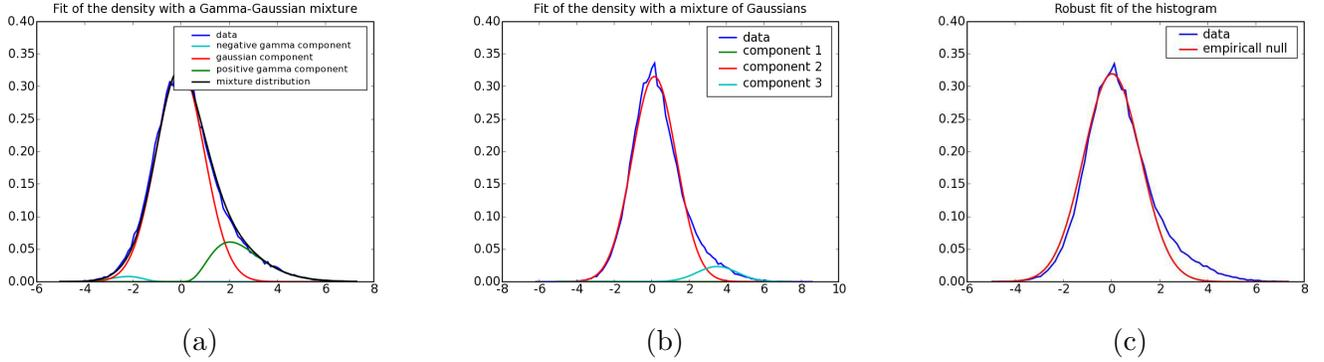 Fit of the density with a Gamma-Gaussian mixture
0.40
0.35
0.30
0.25
0.20
0.15
0.10
0.05
0.00
-6 -4 -2 0 2 4 6 8
data
negative gamma component
gaussian component
positive gamma component
mixture distribution
(a)
Fit of the density with a mixture of Gaussians
0.40
0.35
0.30
0.25
0.20
0.15
0.10
0.05
0.00
-8 -6 -4 -2 0 2 4 6 8 10
data
component 1
component 2
component 3
(b)
Robust fit of the histogram
0.40
0.35
0.30
0.25
0.20
0.15
0.10
0.05
0.00
-6 -4 -2 0 2 4 6 8
data
empiricall null
(c)